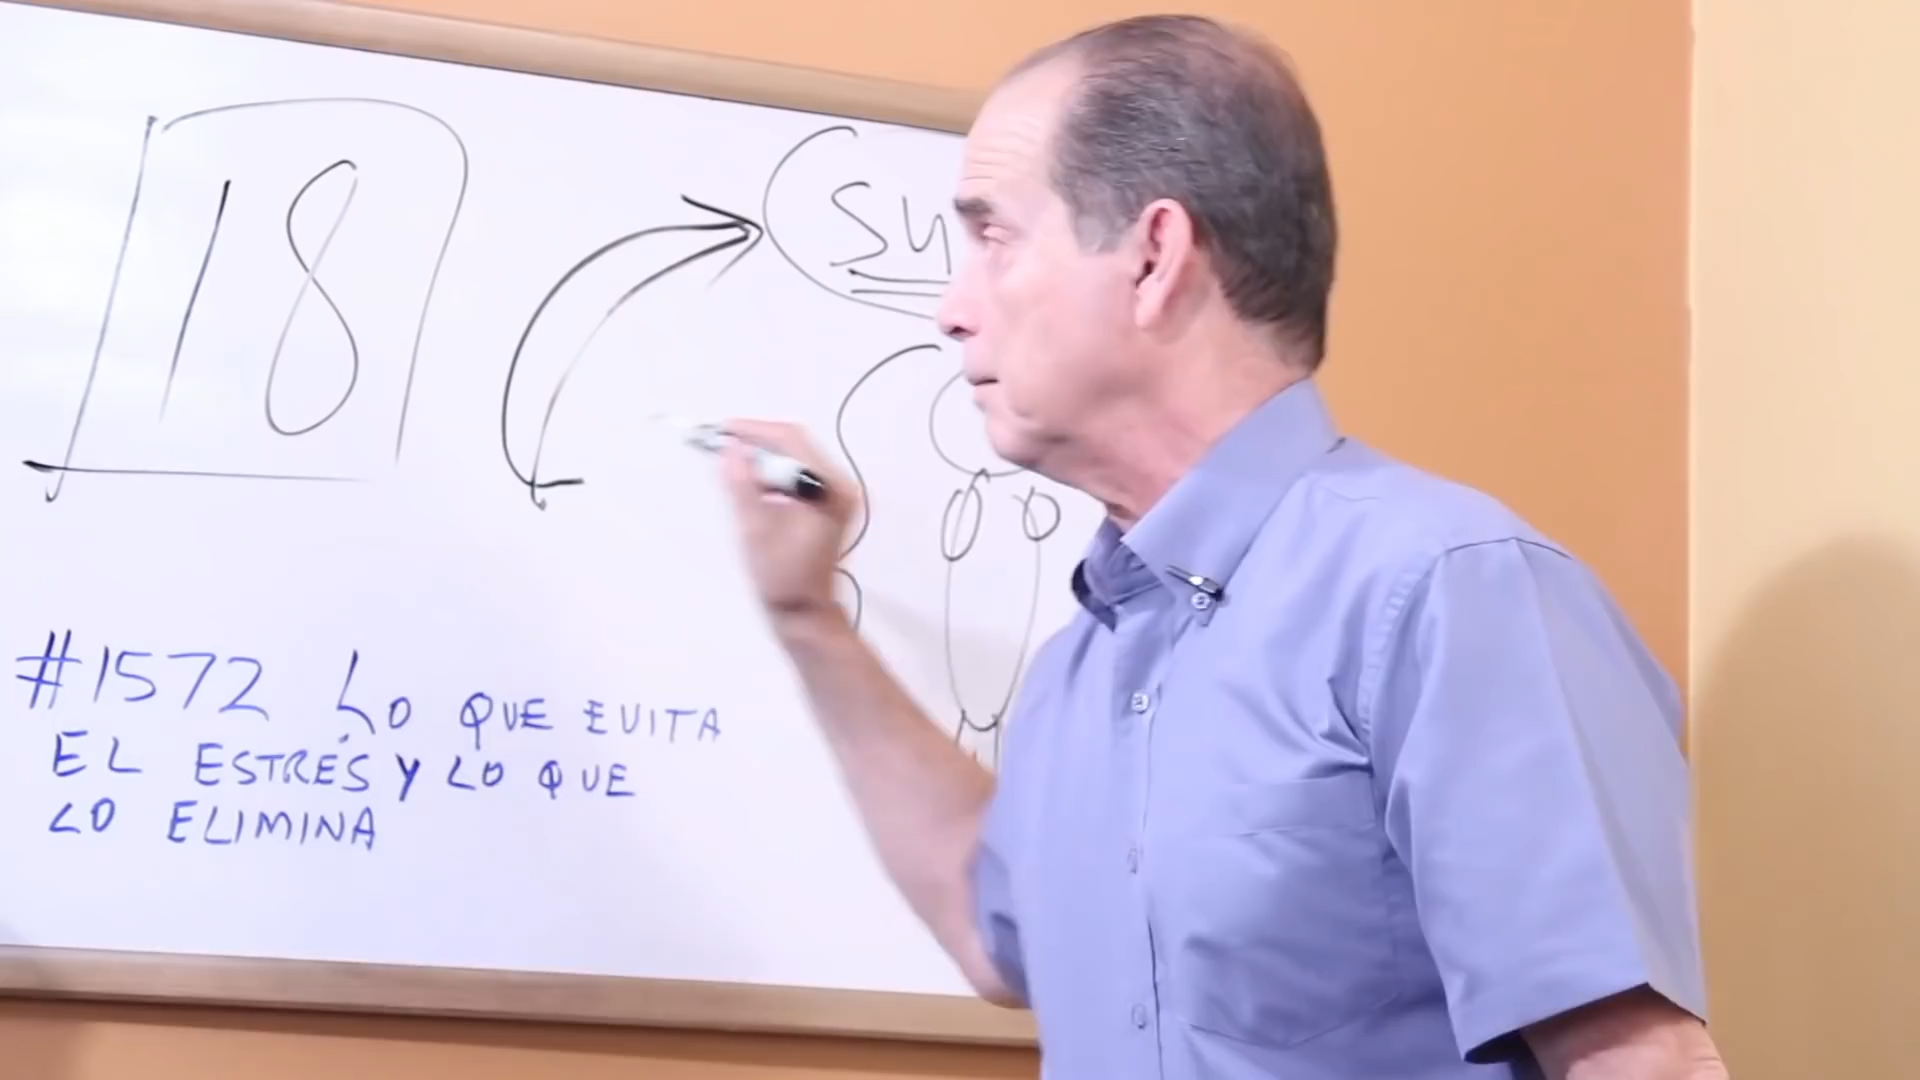 18
#1572 LO QUE EVITA
EL ESTRÉS Y LO QUE
LO ELIMINA